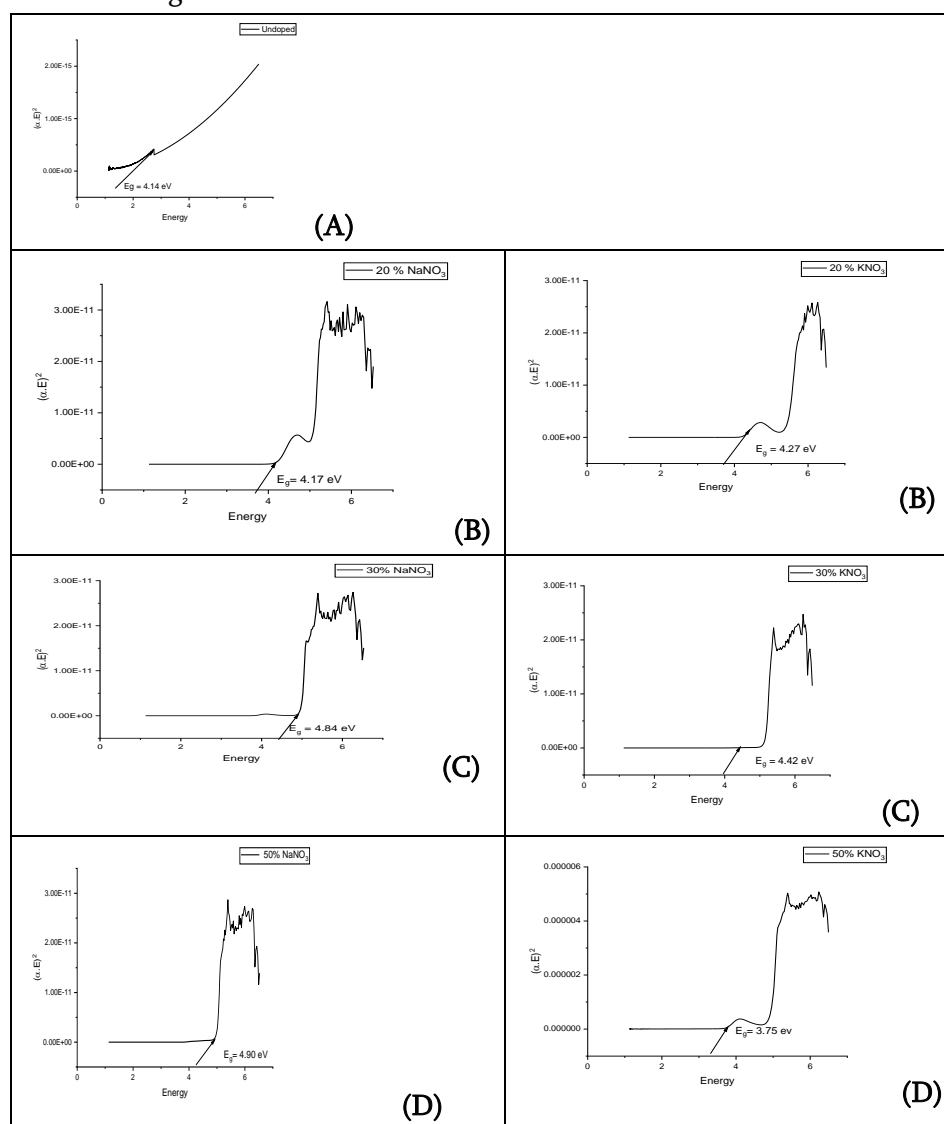 Undoped
2.00E-15
1.00E-15
0.00E+00
(α.E)²
Eg = 4.14 eV
0 2 4 6
Energy
(A)
20 % NaNO₃
3.00E-11
2.00E-11
1.00E-11
0.00E+00
(α.E)²
E₉= 4.17 eV
0 2 4 6
Energy
(B)
20 % KNO₃
3.00E-11
2.00E-11
1.00E-11
0.00E+00
(α.E)²
E₉ = 4.27 eV
0 2 4 6 8
Energy
(B)
30% NaNO₃
3.00E-11
2.00E-11
1.00E-11
0.00E+00
(α.E)²
E₉ = 4.84 eV
0 2 4 6
Energy
(C)
30% KNO₃
3.00E-11
2.00E-11
1.00E-11
0.00E+00
(α.E)²
E₉ = 4.42 eV
0 2 4 6
Energy
(C)
50% NaNO₃
3.00E-11
2.00E-11
1.00E-11
0.00E+00
(α.E)²
E₉= 4.90 eV
0 2 4 6
Energy
(D)
50% KNO₃
0.000006
0.000004
0.000002
0.000000
(α.E)²
E₉= 3.75 ev
0 2 4 6
Energy
(D)